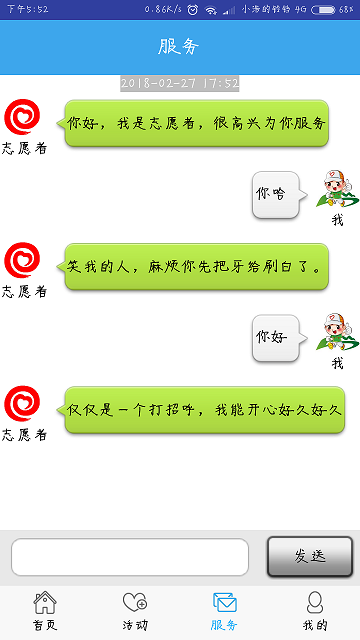 下午5:52 0.86K/s 小汤的铃铃 4G 68%
服务
2018-02-27 17:52
你好，我是志愿者，很高兴为你服务
志愿者
你哈
我
笑我的人，麻烦你先把牙给刷白了。
志愿者
你好
我
仅仅是一个打招呼，我能开心好久好久
志愿者
发送
首页 活动 服务 我的